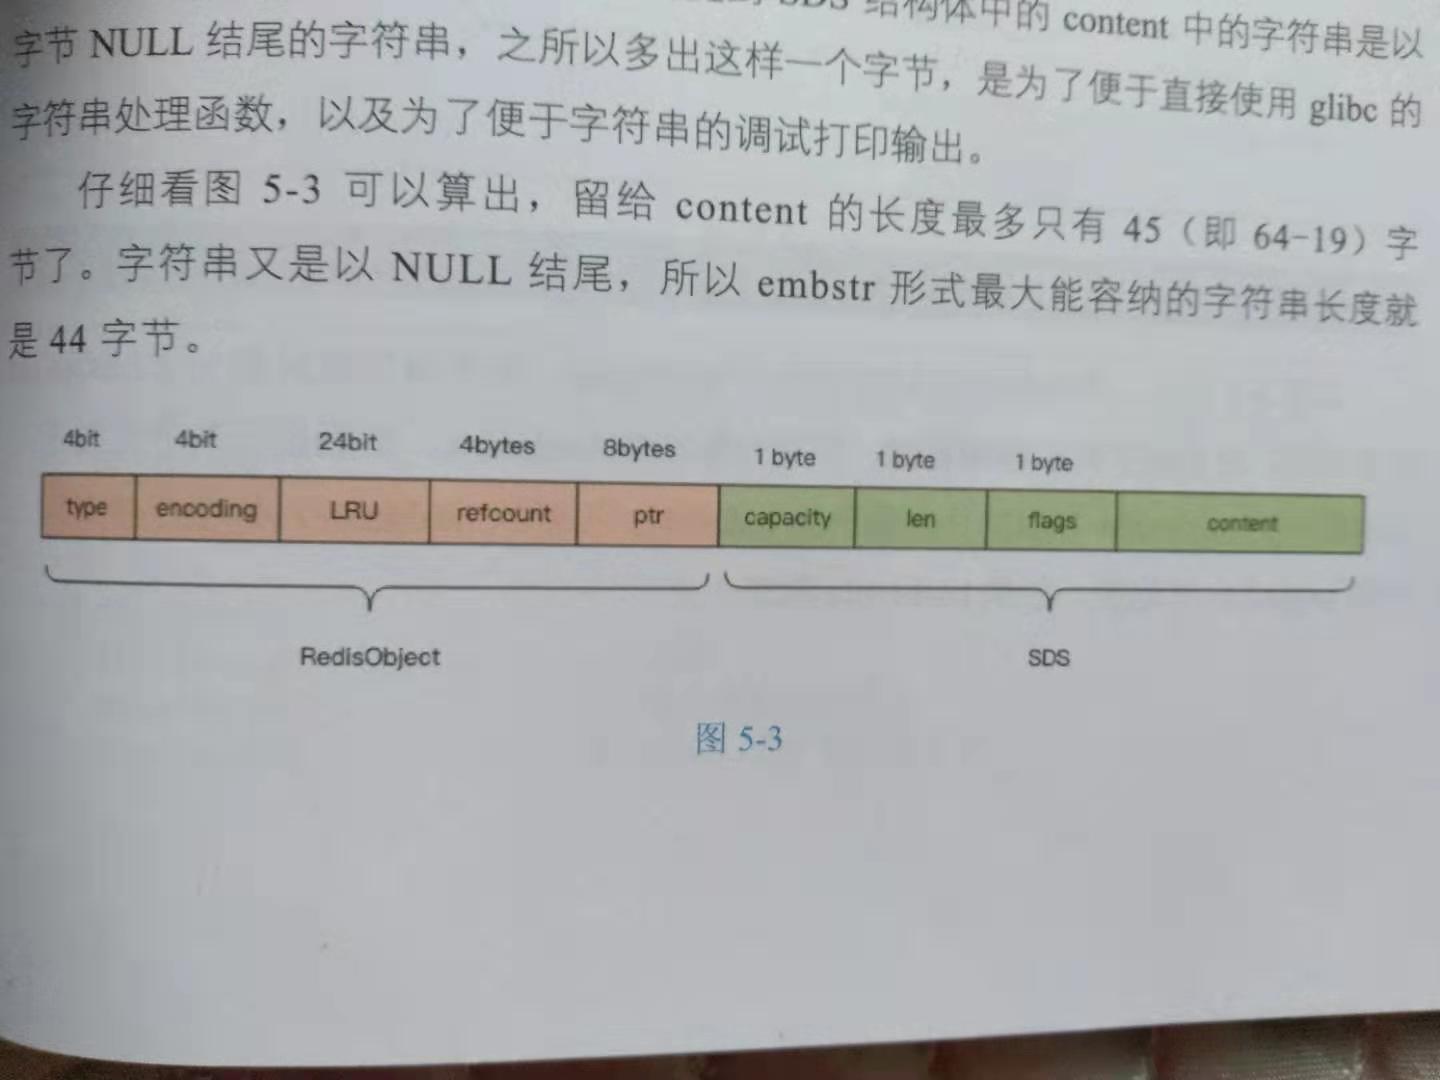 SDS 结构体中的 content 中的字符串是以
字节 NULL 结尾的字符串，之所以多出这样一个字节，是为了便于直接使用 glibc 的
字符串处理函数，以及为了便于字符串的调试打印输出。
仔细看图 5-3 可以算出，留给 content 的长度最多只有 45（即 64-19）字
节了。字符串又是以 NULL 结尾，所以 embstr 形式最大能容纳的字符串长度就
是 44 字节。
4bit 4bit 24bit 4bytes 8bytes 1 byte 1 byte 1 byte
type encoding LRU refcount ptr capacity len flags content
RedisObject SDS
图 5-3